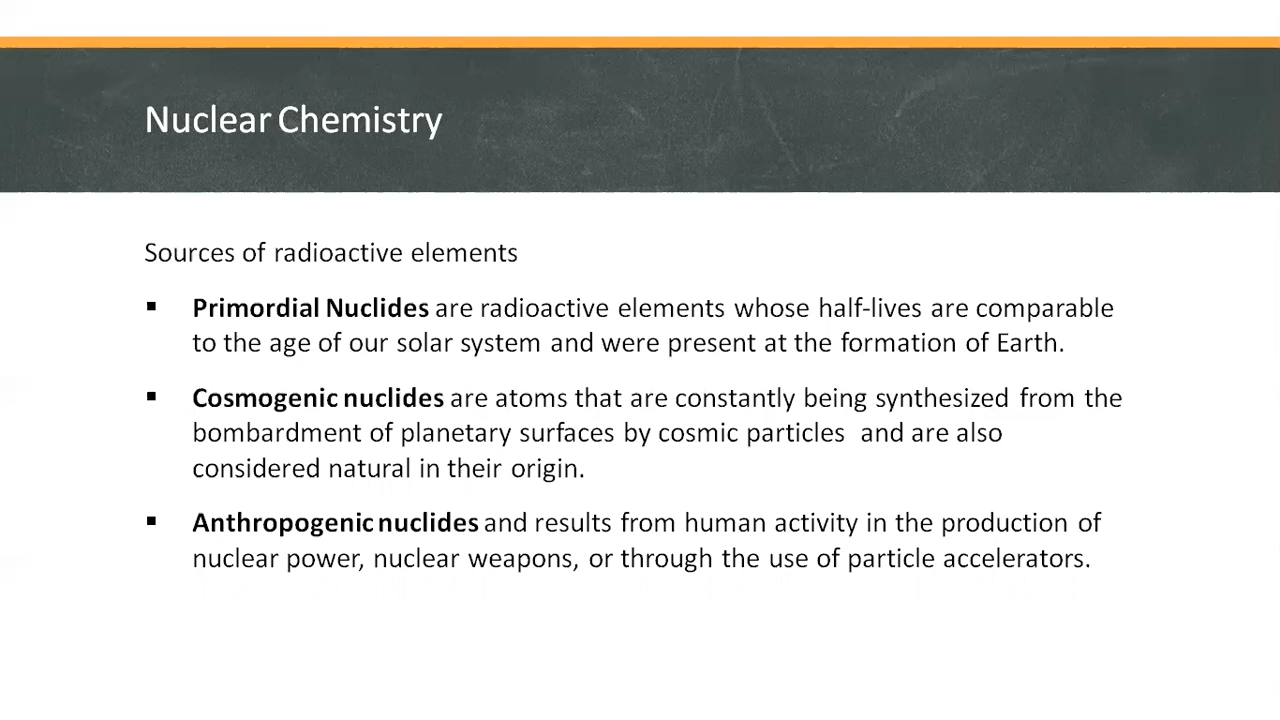 Nuclear Chemistry
Sources of radioactive elements
▪ Primordial Nuclides are radioactive elements whose half-lives are comparable
to the age of our solar system and were present at the formation of Earth.
▪ Cosmogenic nuclides are atoms that are constantly being synthesized from the
bombardment of planetary surfaces by cosmic particles  and are also
considered natural in their origin.
▪ Anthropogenic nuclides and results from human activity in the production of
nuclear power, nuclear weapons, or through the use of particle accelerators.